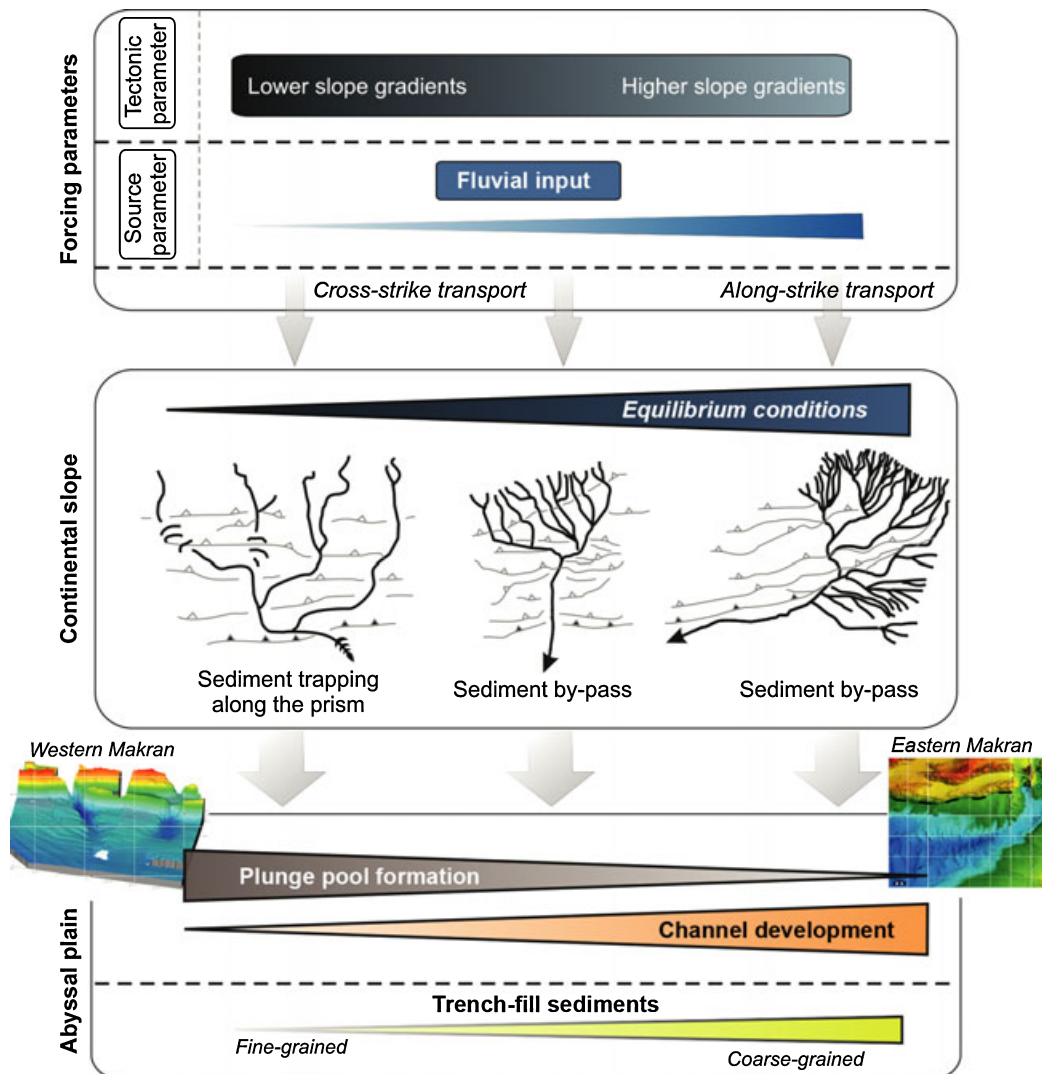 Forcing parameters
Tectonic
parameter
Lower slope gradients
Higher slope gradients
Source
parameter
Fluvial input
Cross-strike transport
Along-strike transport
Continental slope
Equilibrium conditions
Sediment trapping
along the prism
Sediment by-pass
Sediment by-pass
Western Makran
Eastern Makran
Abyssal plain
Plunge pool formation
Channel development
Trench-fill sediments
Fine-grained
Coarse-grained